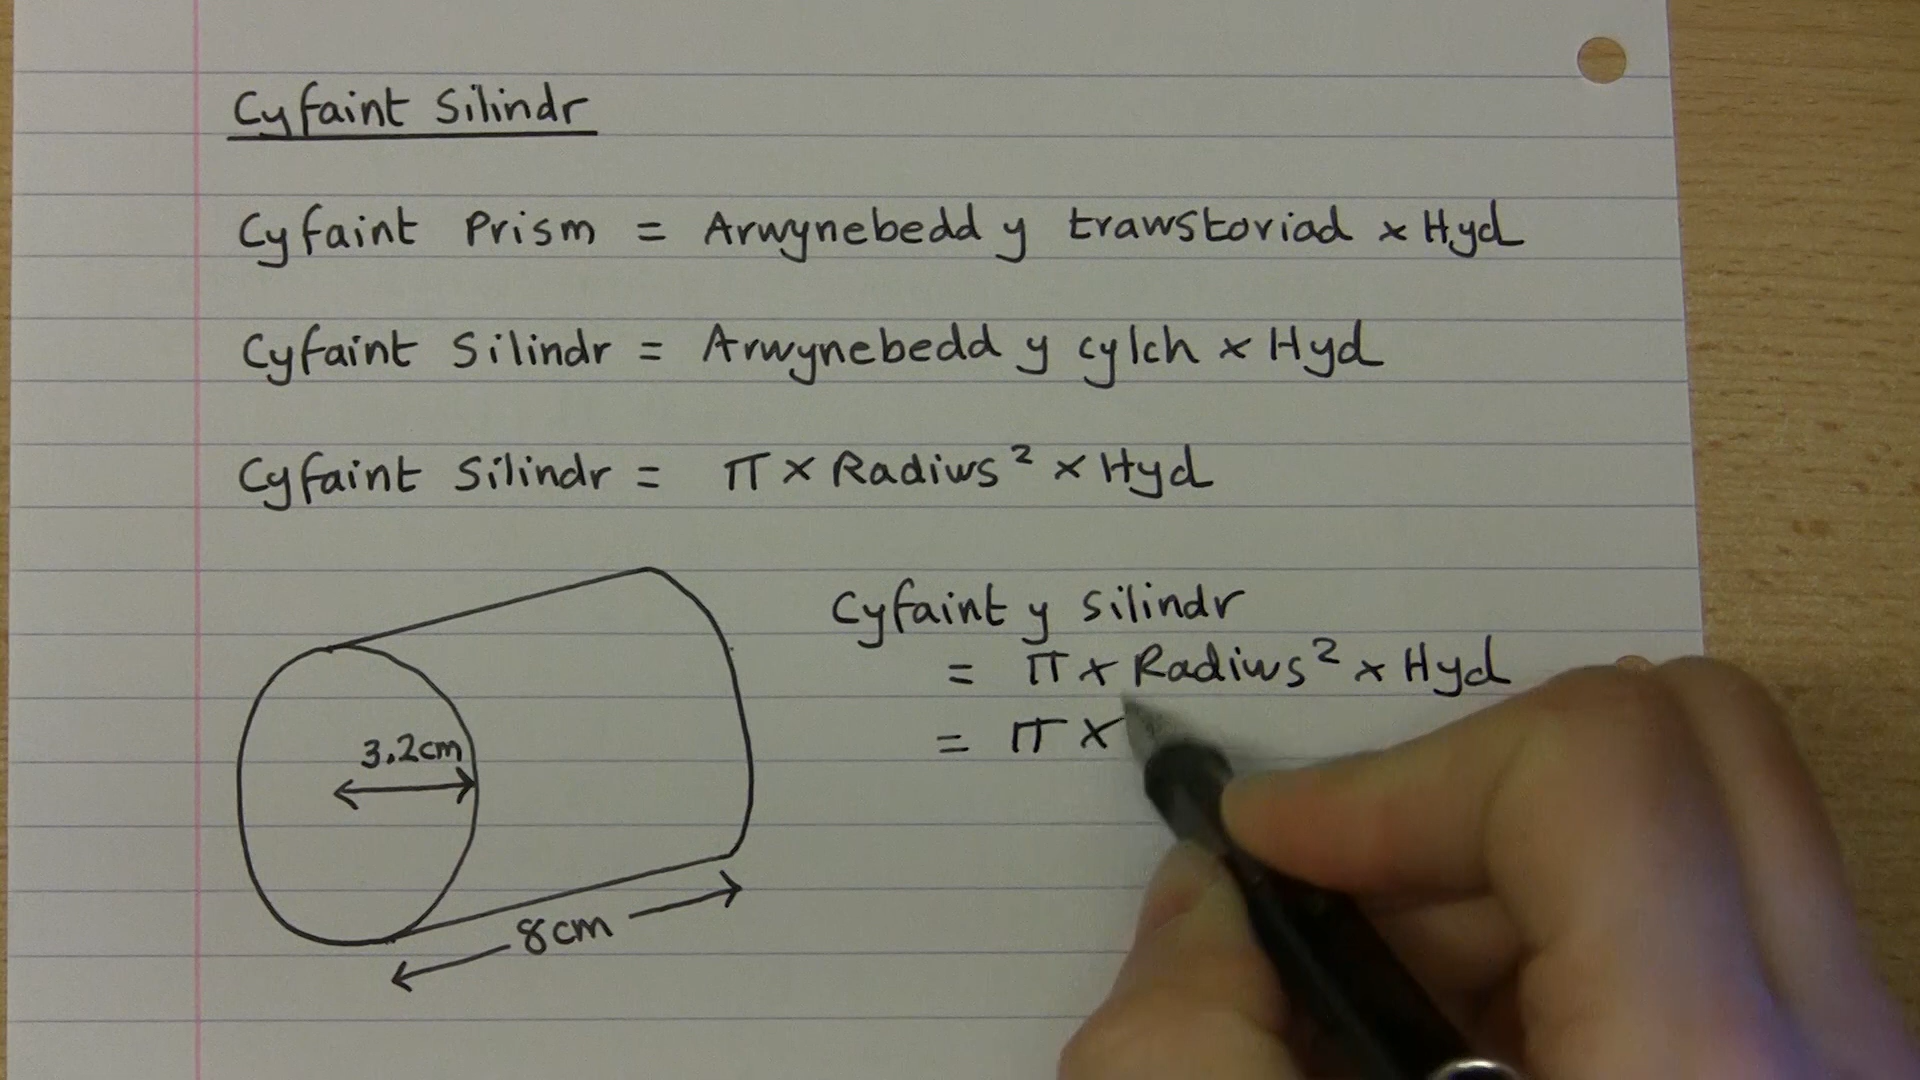 Cyfaint Silindr
Cyfaint Prism = Arwynebedd y trawstoriad × Hyd
Cyfaint Silindr = Arwynebedd y cylch × Hyd
Cyfaint Silindr = π × Radiws² × Hyd
Cyfaint y silindr
= π × Radiws² × Hyd
= π ×
3.2cm
8cm